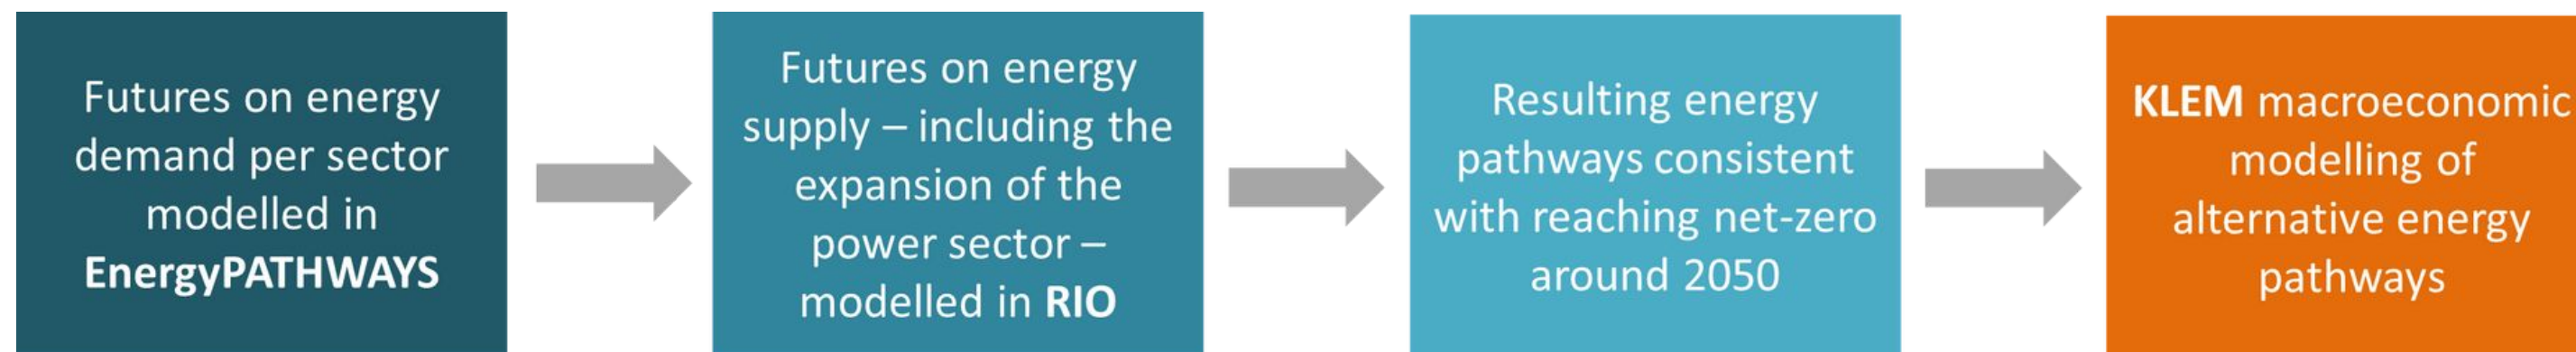 Futures on energy
demand per sector
modelled in
EnergyPATHWAYS
Futures on energy
supply – including the
expansion of the
power sector –
modelled in RIO
Resulting energy
pathways consistent
with reaching net-zero
around 2050
KLEM macroeconomic
modelling of
alternative energy
pathways